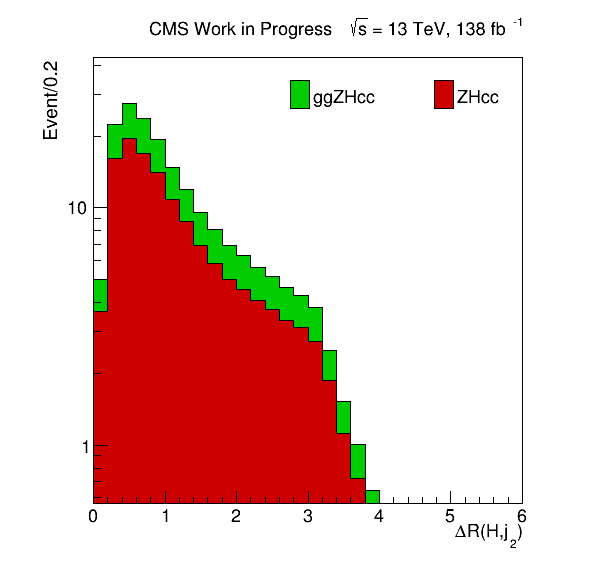 CMS Work in Progress √s = 13 TeV, 138 fb⁻¹
Event/0.2
ggZHcc ZHcc
10
1
0 1 2 3 4 5 6
ΔR(H,j₂)